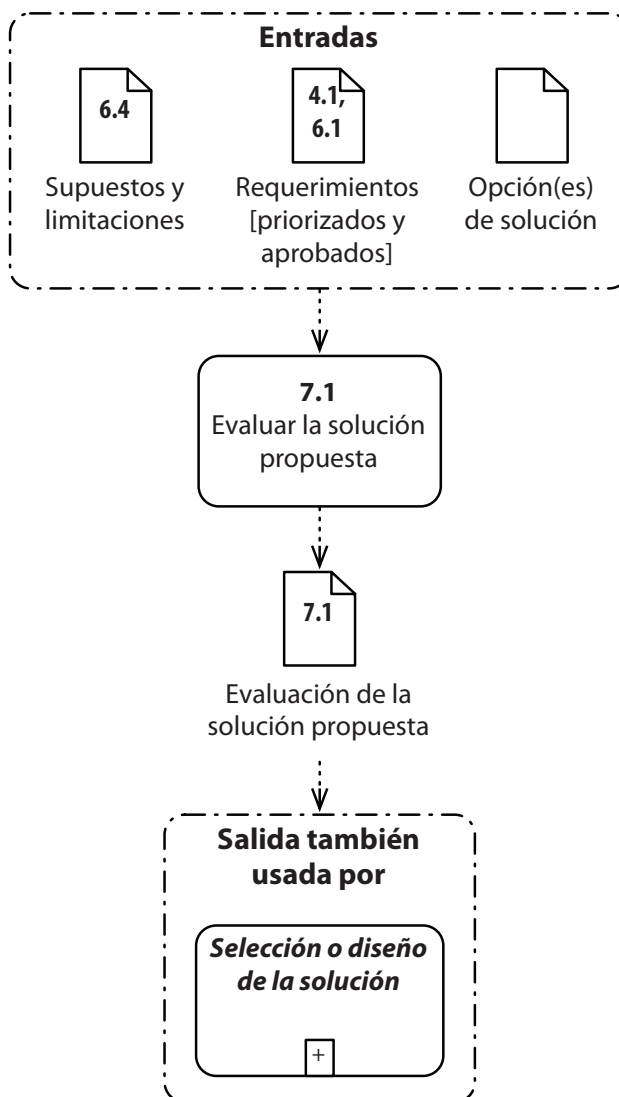 Entradas
6.4
4.1,
6.1
Supuestos y
limitaciones
Requerimientos
[priorizados y
aprobados]
Opción(es)
de solución
7.1
Evaluar la solución
propuesta
7.1
Evaluación de la
solución propuesta
Salida también
usada por
Selección o diseño
de la solución
+